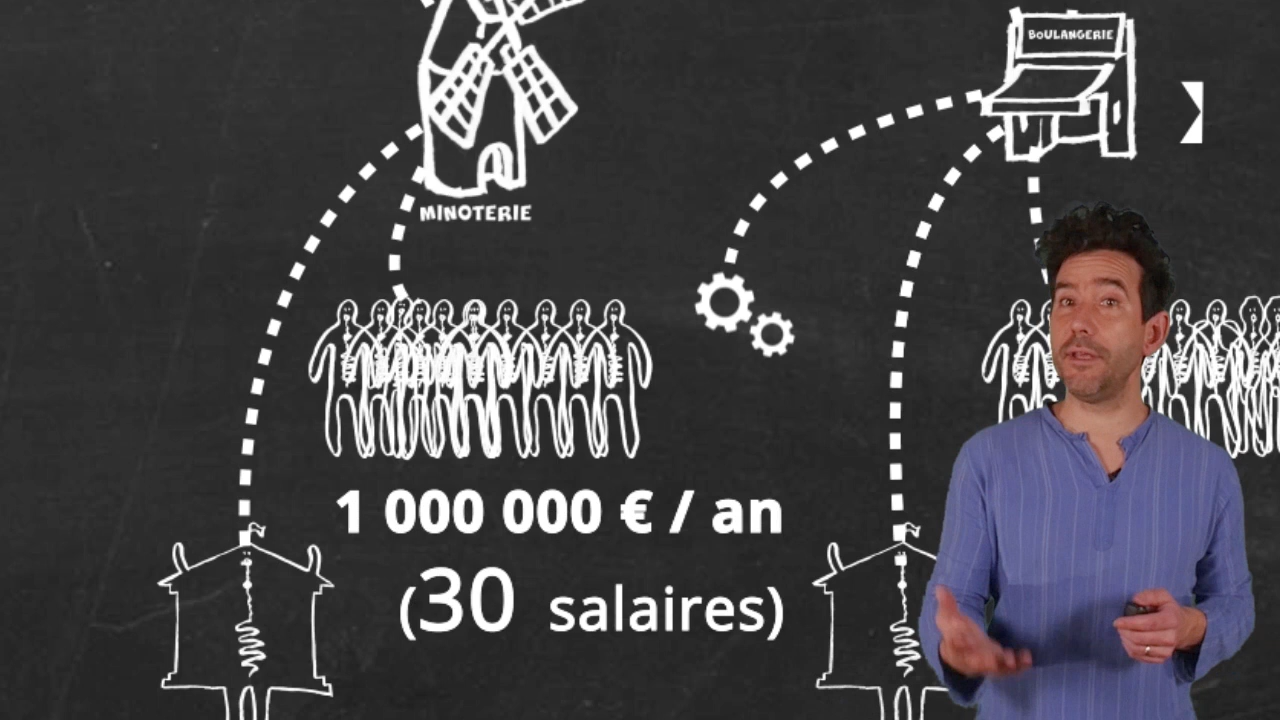 BOULANGERIE
MINOTERIE
1 000 000 € / an
(30 salaires)